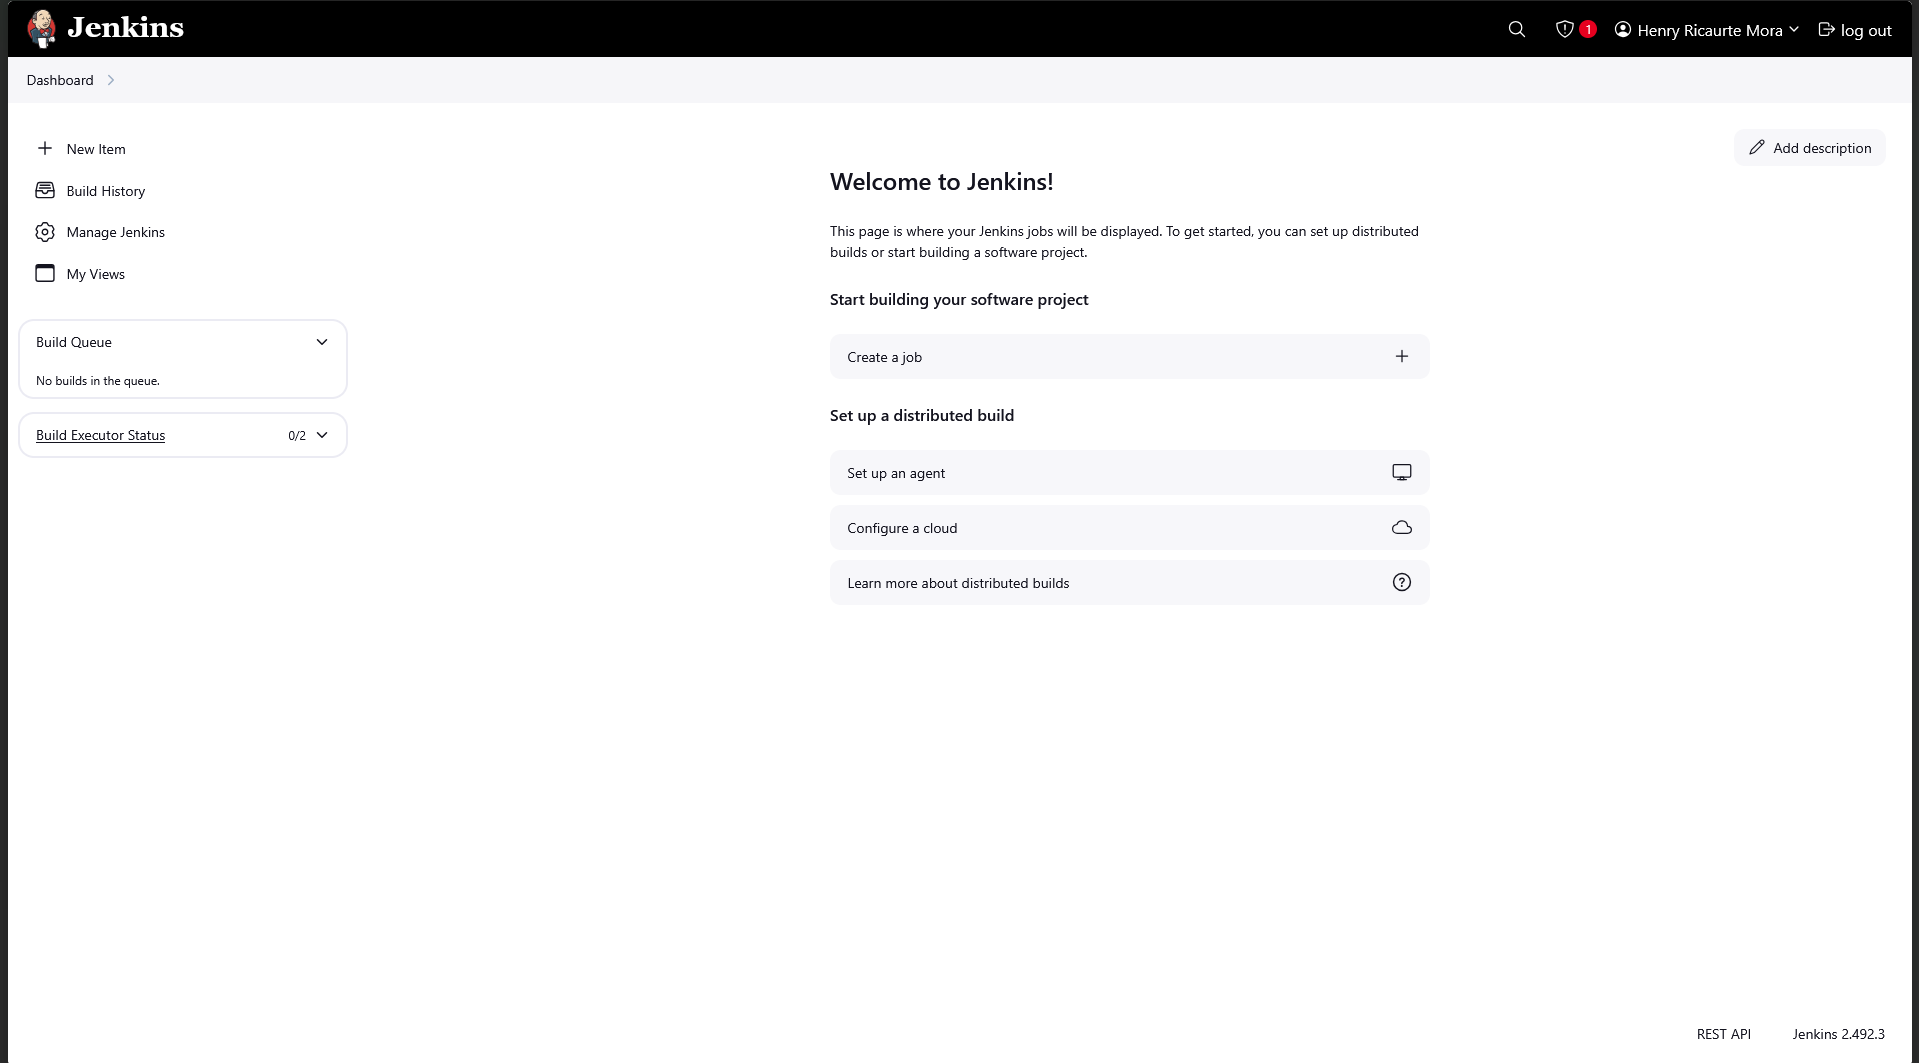 Jenkins
1
Henry Ricaurte Mora
log out
Dashboard
New Item
Build History
Manage Jenkins
My Views
Build Queue
No builds in the queue.
Build Executor Status
0/2
Add description
Welcome to Jenkins!
This page is where your Jenkins jobs will be displayed. To get started, you can set up distributed
builds or start building a software project.
Start building your software project
Create a job
Set up a distributed build
Set up an agent
Configure a cloud
Learn more about distributed builds
REST API
Jenkins 2.492.3